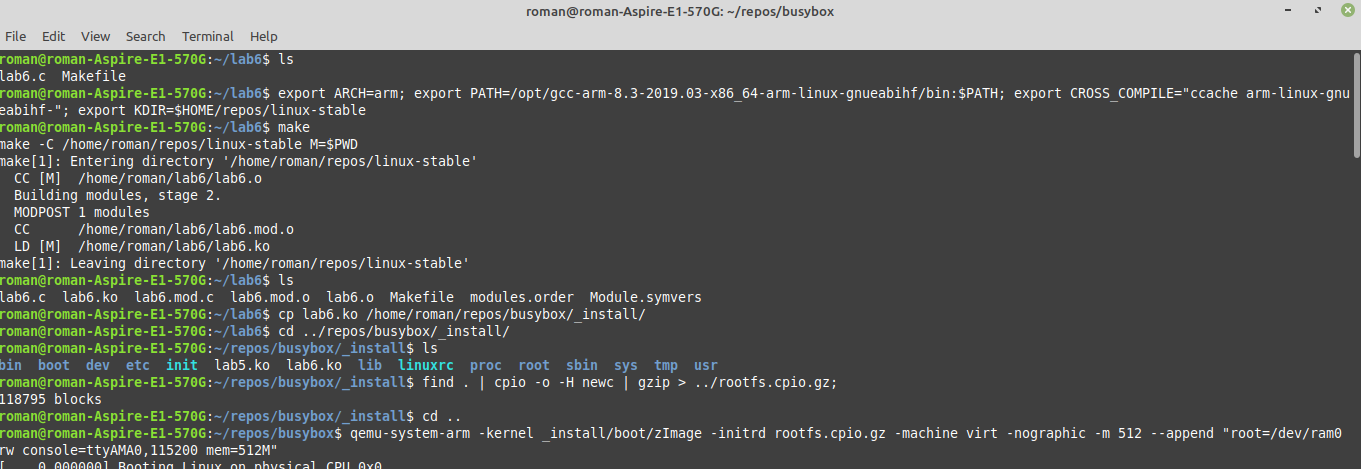 roman@roman-Aspire-E1-570G: ~/repos/busybox
File Edit View Search Terminal Help
roman@roman-Aspire-E1-570G:~/lab6$ ls
lab6.c  Makefile
roman@roman-Aspire-E1-570G:~/lab6$ export ARCH=arm; export PATH=/opt/gcc-arm-8.3-2019.03-x86_64-arm-linux-gnueabihf/bin:$PATH; export CROSS_COMPILE="ccache arm-linux-gnu
eabihf-"; export KDIR=$HOME/repos/linux-stable
roman@roman-Aspire-E1-570G:~/lab6$ make
make -C /home/roman/repos/linux-stable M=$PWD
make[1]: Entering directory '/home/roman/repos/linux-stable'
  CC [M]  /home/roman/lab6/lab6.o
  Building modules, stage 2.
  MODPOST 1 modules
  CC      /home/roman/lab6/lab6.mod.o
  LD [M]  /home/roman/lab6/lab6.ko
make[1]: Leaving directory '/home/roman/repos/linux-stable'
roman@roman-Aspire-E1-570G:~/lab6$ ls
lab6.c  lab6.ko  lab6.mod.c  lab6.mod.o  lab6.o  Makefile  modules.order  Module.symvers
roman@roman-Aspire-E1-570G:~/lab6$ cp lab6.ko /home/roman/repos/busybox/_install/
roman@roman-Aspire-E1-570G:~/lab6$ cd ../repos/busybox/_install/
roman@roman-Aspire-E1-570G:~/repos/busybox/_install$ ls
bin  boot  dev  etc  init  lab5.ko  lab6.ko  lib  linuxrc  proc  root  sbin  sys  tmp  usr
roman@roman-Aspire-E1-570G:~/repos/busybox/_install$ find . | cpio -o -H newc | gzip > ../rootfs.cpio.gz;
118795 blocks
roman@roman-Aspire-E1-570G:~/repos/busybox/_install$ cd ..
roman@roman-Aspire-E1-570G:~/repos/busybox$ qemu-system-arm -kernel _install/boot/zImage -initrd rootfs.cpio.gz -machine virt -nographic -m 512 --append "root=/dev/ram0
rw console=ttyAMA0,115200 mem=512M"
[    0.000000] Booting Linux on physical CPU 0x0